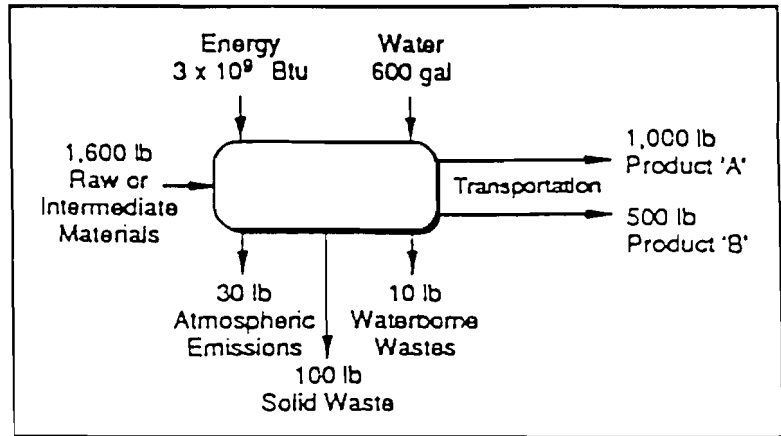 Energy
3 x 10⁹ Btu
Water
600 gal
1,600 lb
Raw or
Intermediate
Materials
Transportation
1,000 lb
Product 'A'
500 lb
Product 'B'
30 lb
Atmospheric
Emissions
10 lb
Waterborne
Wastes
100 lb
Solid Waste